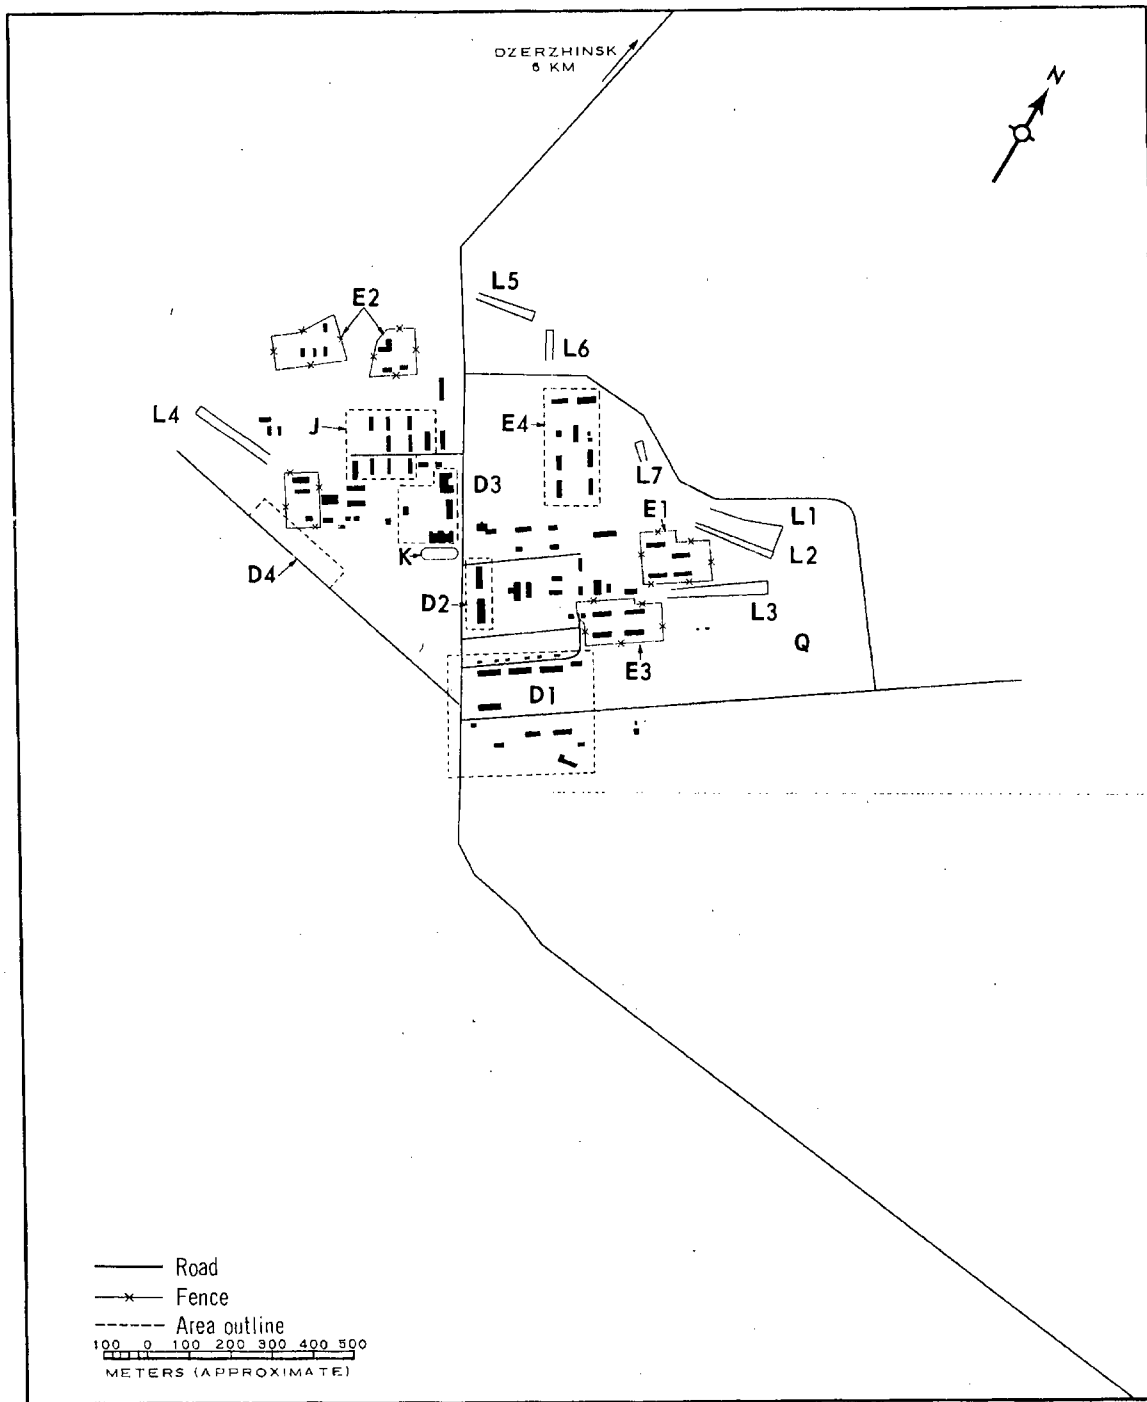 DZERZHINSK
6 KM
N
L5
E2
L6
L4
J
E4
L7
D3
E1
L1
L2
K
D4
D2
L3
Q
E3
D1
Road
Fence
Area outline
100 0 100 200 300 400 500
METERS (APPROXIMATE)